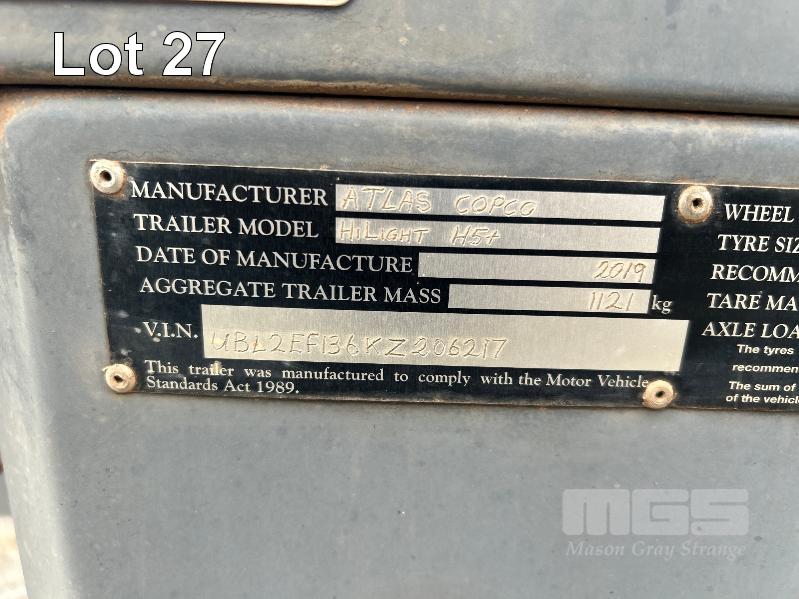 Lot 27
MANUFACTURER ATLAS COPCO
TRAILER MODEL HiLIGHT H5+
DATE OF MANUFACTURE 2019
AGGREGATE TRAILER MASS 1121 kg
V.I.N. UBL2EF136KZ206217
This trailer was manufactured to comply with the Motor Vehicle
Standards Act 1989.
WHEEL
TYRE SIZ
RECOMM
TARE MA
AXLE LOA
The tyres
recommen
The sum of
of the vehicle
MGS
Mason Gray Strange